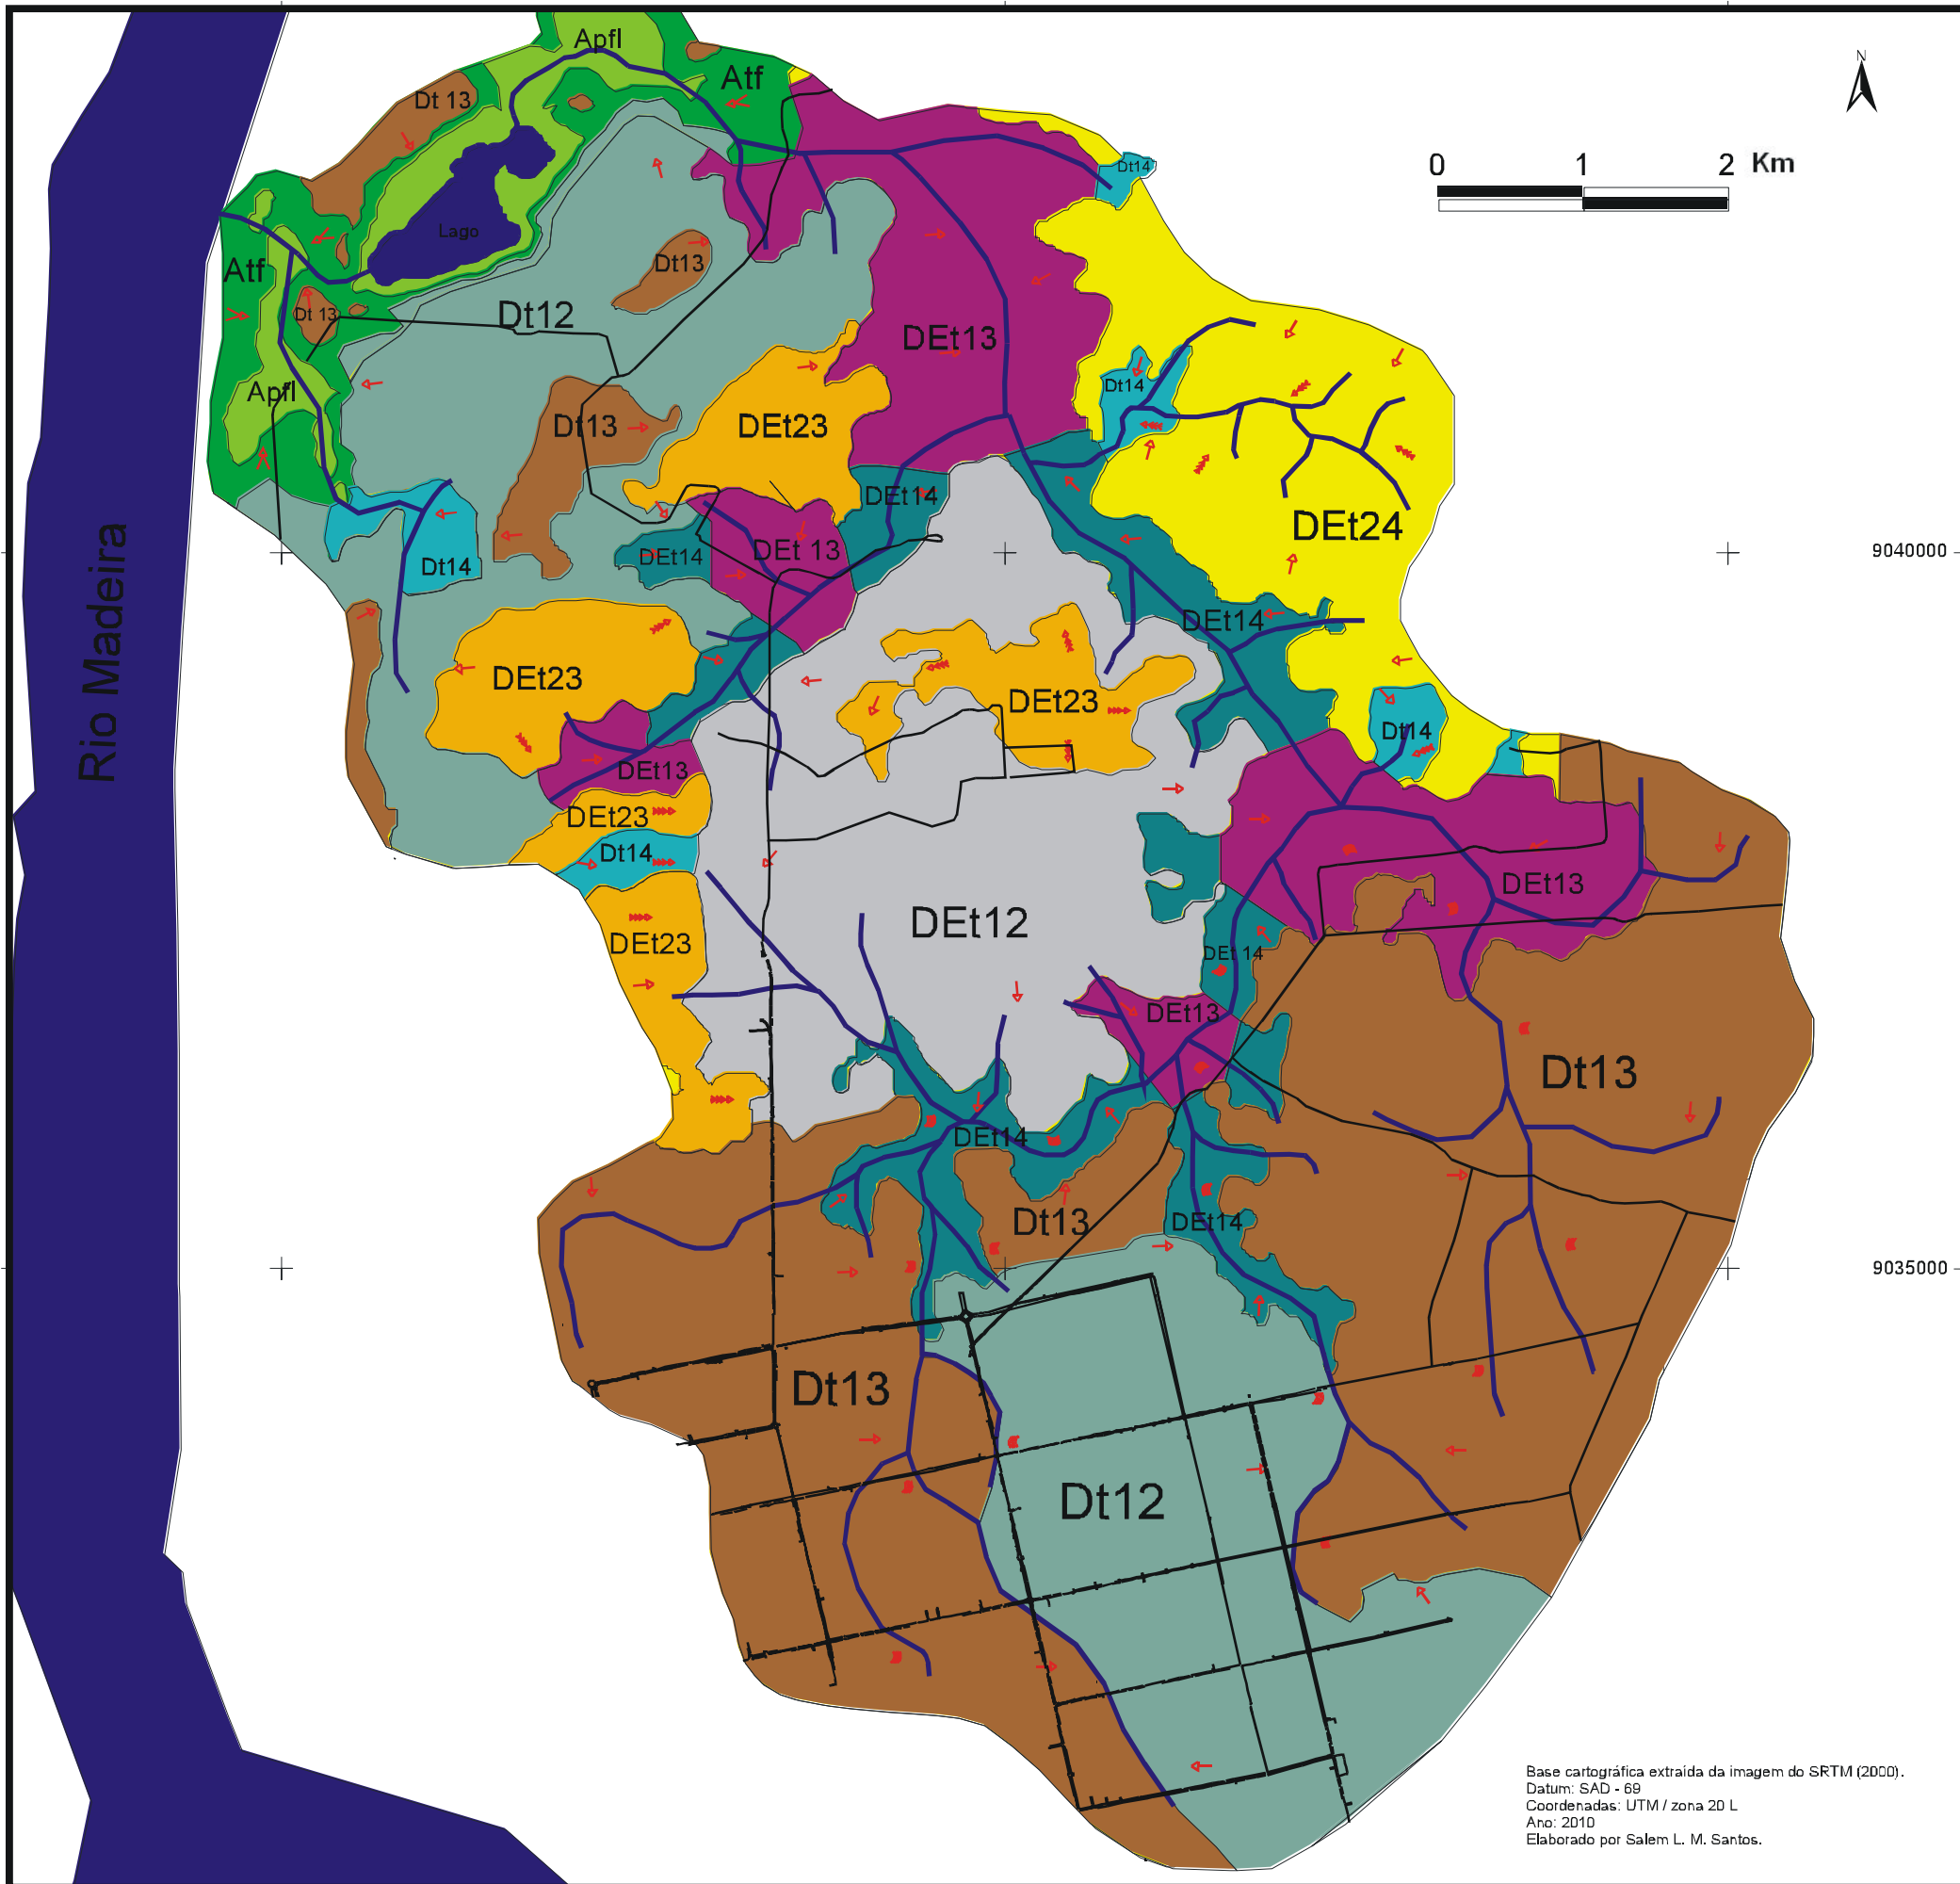 Apfl
N
Atf
Dt 13
0 1 2 Km
Dt14
Lago
Dt13
Atf
Dt 13
Dt12
DEt13
Dt14
Apfl
Dt13
DEt23
DEt14
DEt24
Rio Madeira
DEt 13
DEt14
Dt14
9040000
DEt14
DEt23
DEt23
Dt14
DEt13
DEt23
Dt14
DEt13
DEt12
DEt23
DEt 14
DEt13
Dt13
DEt14
Dt13
DEt14
9035000
Dt13
Dt12
Base cartográfica extraída da imagem do SRTM (2000).
Datum: SAD - 69
Coordenadas: UTM / zona 20 L
Ano: 2010
Elaborado por Salem L. M. Santos.